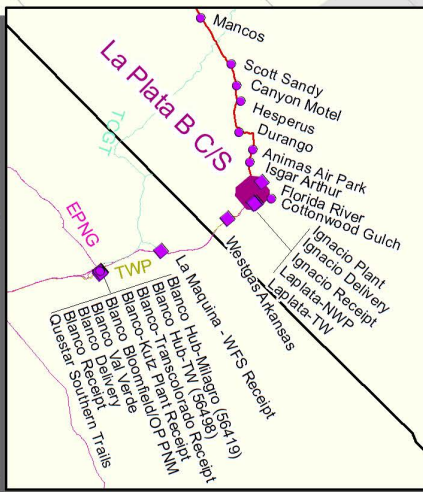 Mancos
Scott Sandy
Canyon Motel
Hesperus
Durango
Animas Air Park
Isgar Arthur
Florida River
Cottonwood Gulch
La Plata B C/S
TCGT
EPNG
TWP
Ignacio Plant
Ignacio Delivery
Ignacio Receipt
Laplata-NWP
Laplata-TW
Westgas Arkansas
La Maquina - WFS Receipt
Blanco Hub-Milagro (56419)
Blanco Hub-TW (56498)
Blanco-Transcolorado Receipt
Blanco-Kutz Plant Receipt
Blanco Bloomfield/OP PNM
Blanco Val Verde
Blanco Delivery
Blanco Receipt
Questar Southern Trails